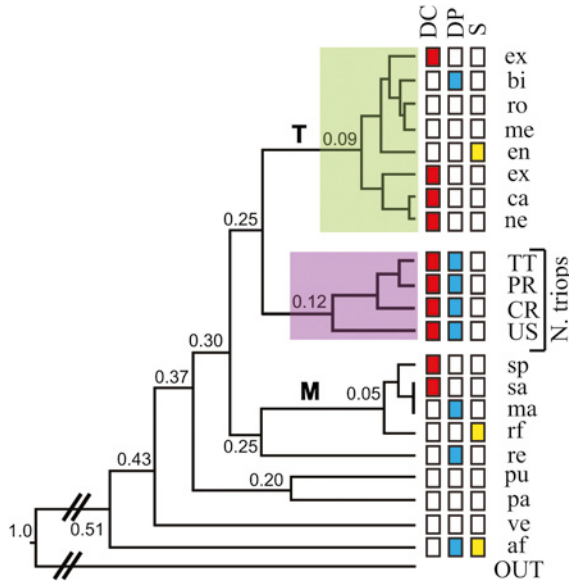 DC DP S
ex
bi
ro
me
T 0.09 en
ex
ca
0.25 ne
TT
PR
0.12 CR
US
N. triops
0.30
sp
0.37 M 0.05 sa
ma
rf
0.25 re
0.43 pu
0.20 pa
1.0 0.51 ve
af
OUT